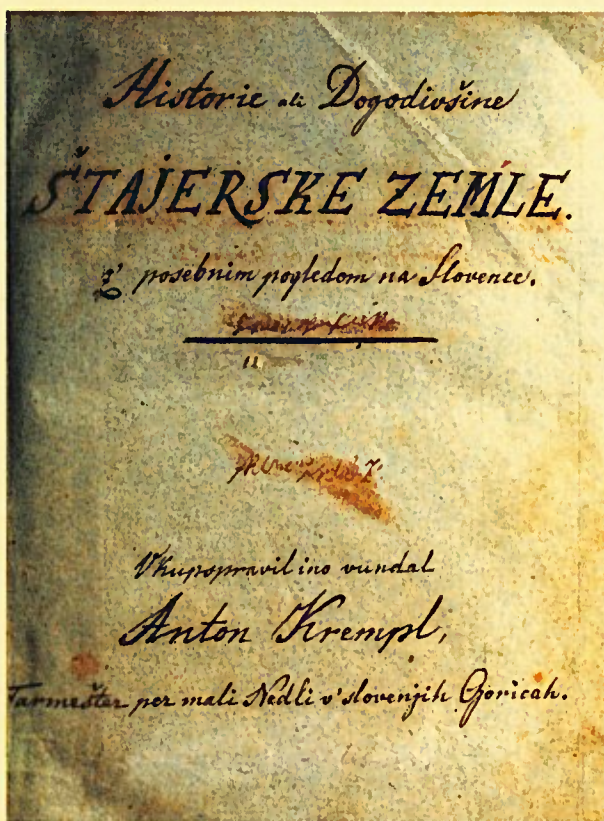 Historie ali Dogodivšine
ŠTAJERSKE ZEMLE.
z' posebnim pogledom na Slovence.
Vkupspravil ino vundal
Anton Krempl,
Farmešter per mali Nedli v' slovenjih Goricah.